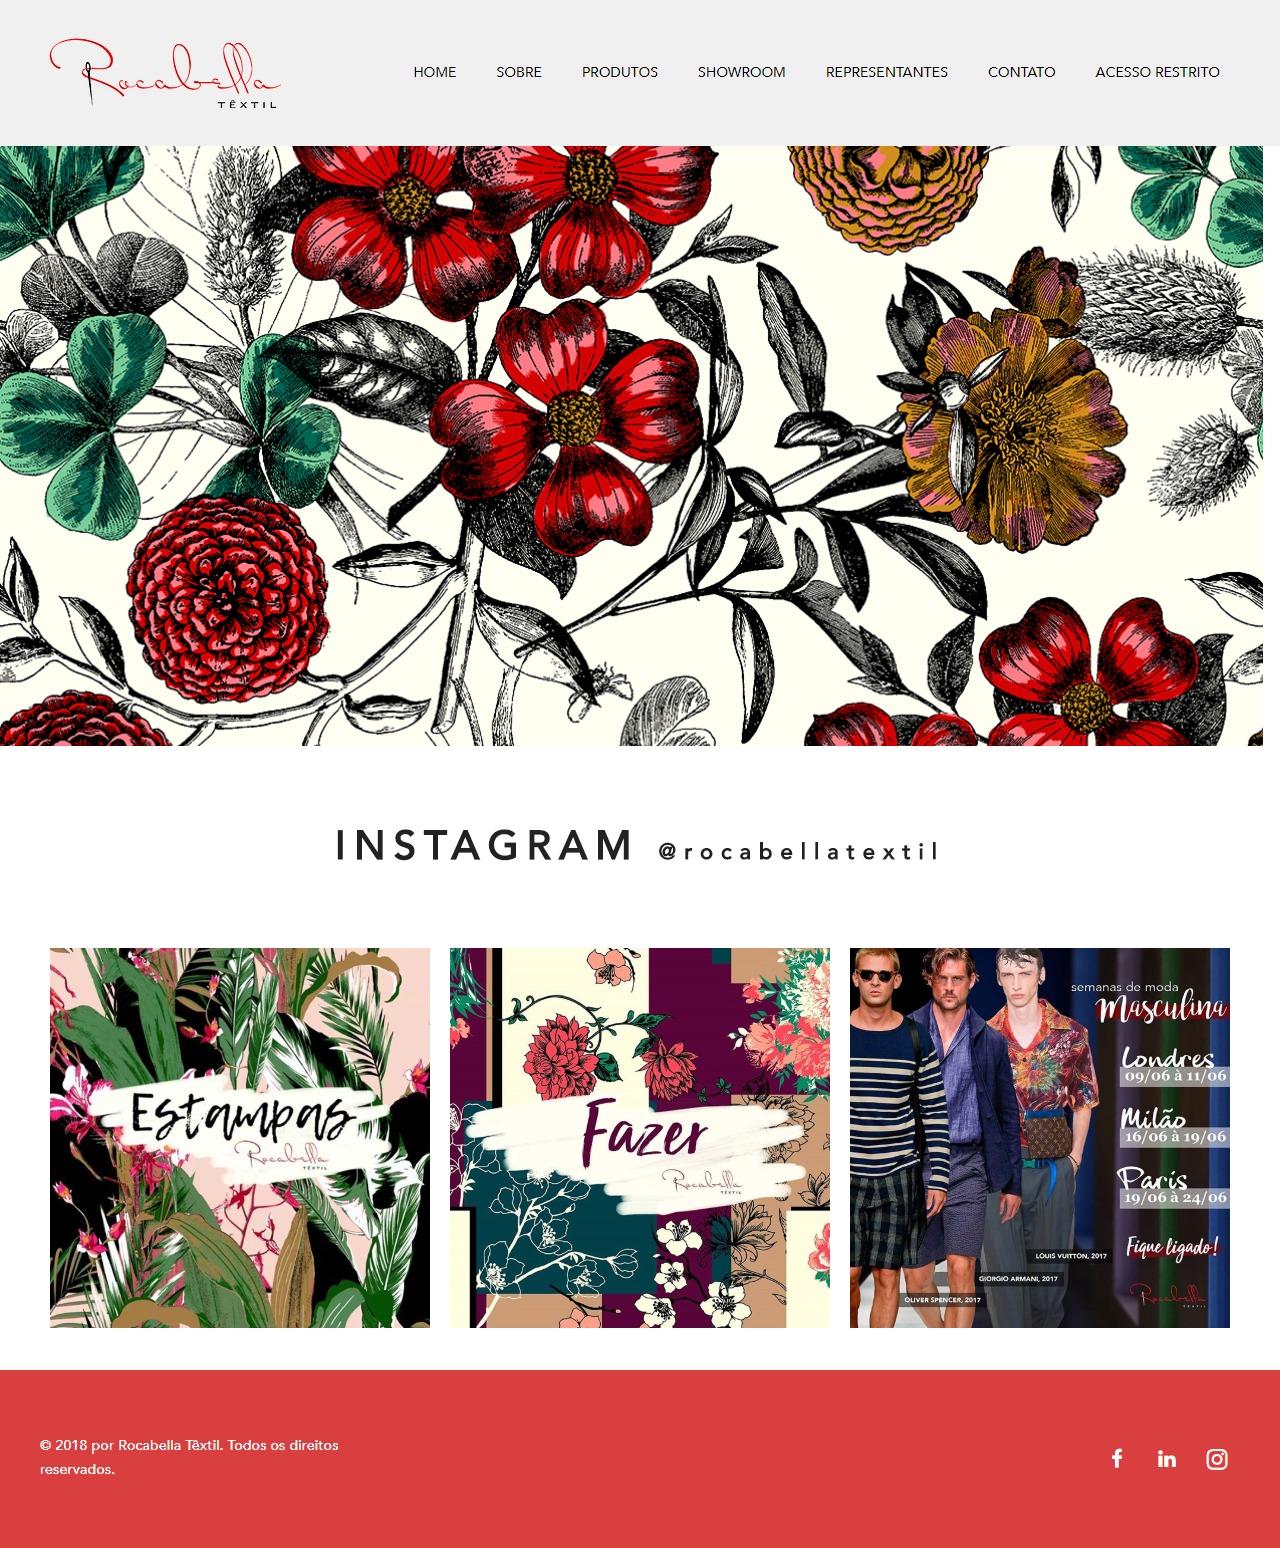 Rocabella
TÊXTIL
HOME SOBRE PRODUTOS SHOWROOM REPRESENTANTES CONTATO ACESSO RESTRITO
INSTAGRAM @rocabellatextil
Estampas
Rocabella
TÊXTIL
Fazer
Rocabella
TÊXTIL
semanas de moda
Masculina
Londres
09/06 à 11/06
Milão
16/06 à 19/06
Paris
19/06 à 24/06
Fique ligado!
LOUIS VUITTON, 2017
GIORGIO ARMANI, 2017
OLIVER SPENCER, 2017
Rocabella
TÊXTIL
© 2018 por Rocabella Têxtil. Todos os direitos
reservados.